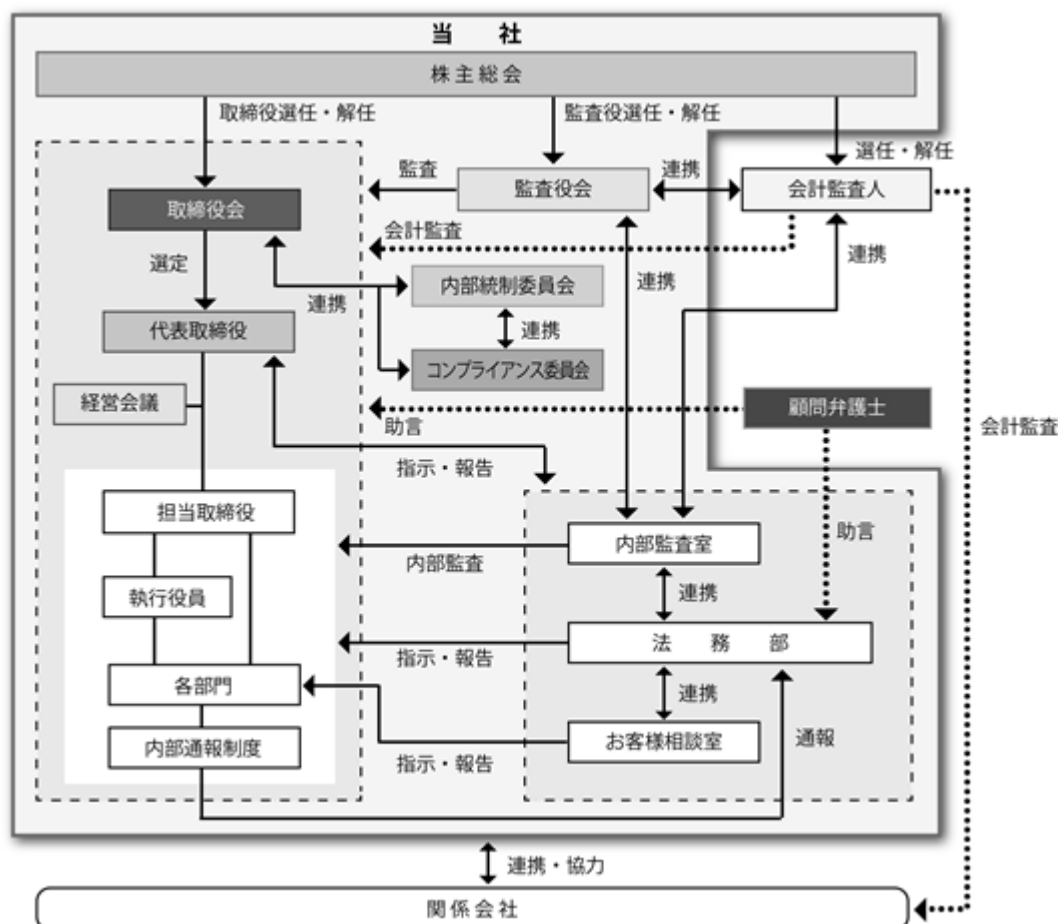 当 社
株主総会
取締役選任・解任
監査役選任・解任
選任・解任
監査
監査役会
連携
会計監査人
取締役会
会計監査
連携
連携
選定
連携
内部統制委員会
連携
代表取締役
コンプライアンス委員会
経営会議
助言
顧問弁護士
会計監査
指示・報告
担当取締役
内部監査
内部監査室
助言
執行役員
連携
指示・報告
法 務 部
各部門
連携
内部通報制度
指示・報告
お客様相談室
通報
連携・協力
関係会社